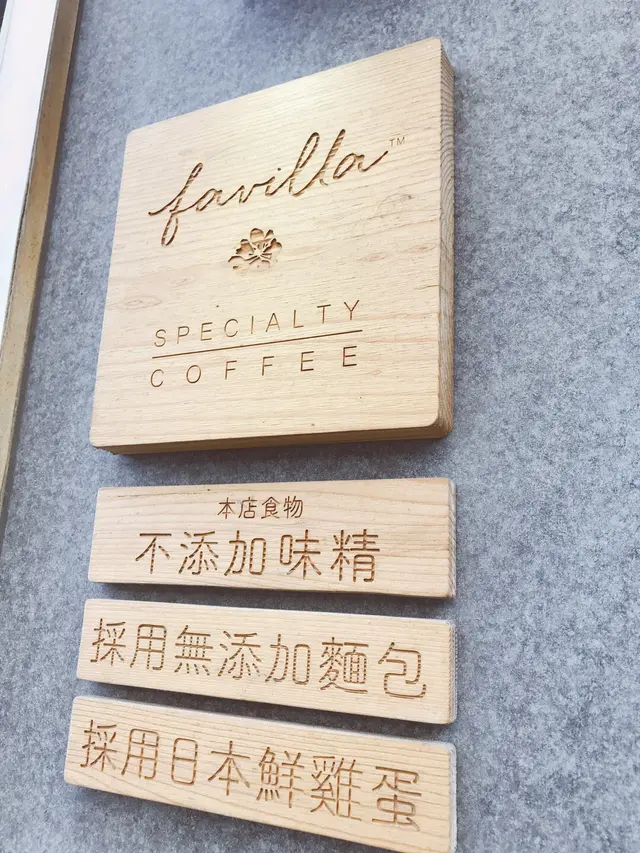 favilla™
SPECIALTY
COFFEE
本店食物
不添加味精
採用無添加麵包
採用日本鮮雞蛋